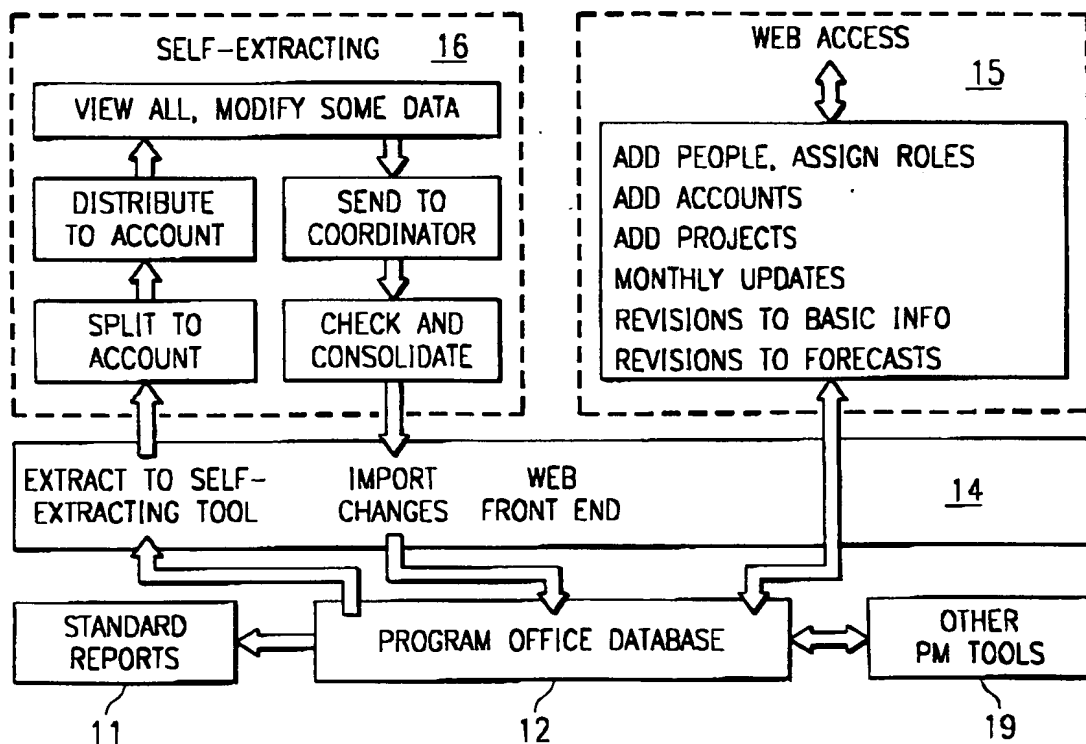 SELF-EXTRACTING 16
VIEW ALL, MODIFY SOME DATA
DISTRIBUTE
TO ACCOUNT
SEND TO
COORDINATOR
SPLIT TO
ACCOUNT
CHECK AND
CONSOLIDATE
WEB ACCESS
15
ADD PEOPLE, ASSIGN ROLES
ADD ACCOUNTS
ADD PROJECTS
MONTHLY UPDATES
REVISIONS TO BASIC INFO
REVISIONS TO FORECASTS
EXTRACT TO SELF-
EXTRACTING TOOL
IMPORT
CHANGES
WEB
FRONT END
14
STANDARD
REPORTS
PROGRAM OFFICE DATABASE
OTHER
PM TOOLS
11
12
19